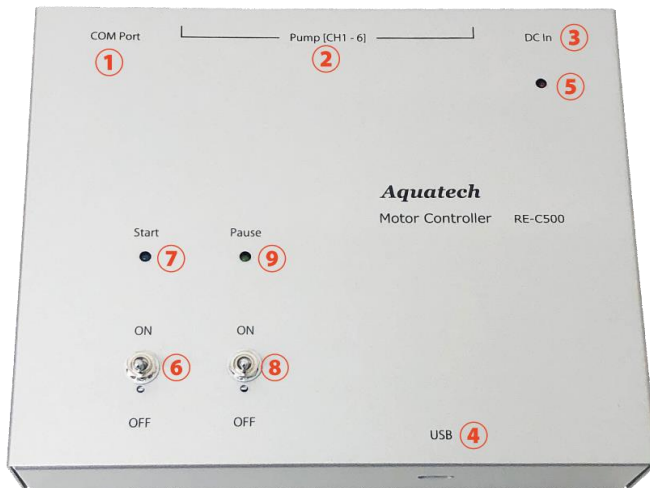 COM Port
Pump [CH1 - 6]
DC In
①
②
③
⑤
Aquatech
Motor Controller RE-C500
Start
Pause
⑦
⑨
ON
ON
⑥
⑧
OFF
OFF
USB ④